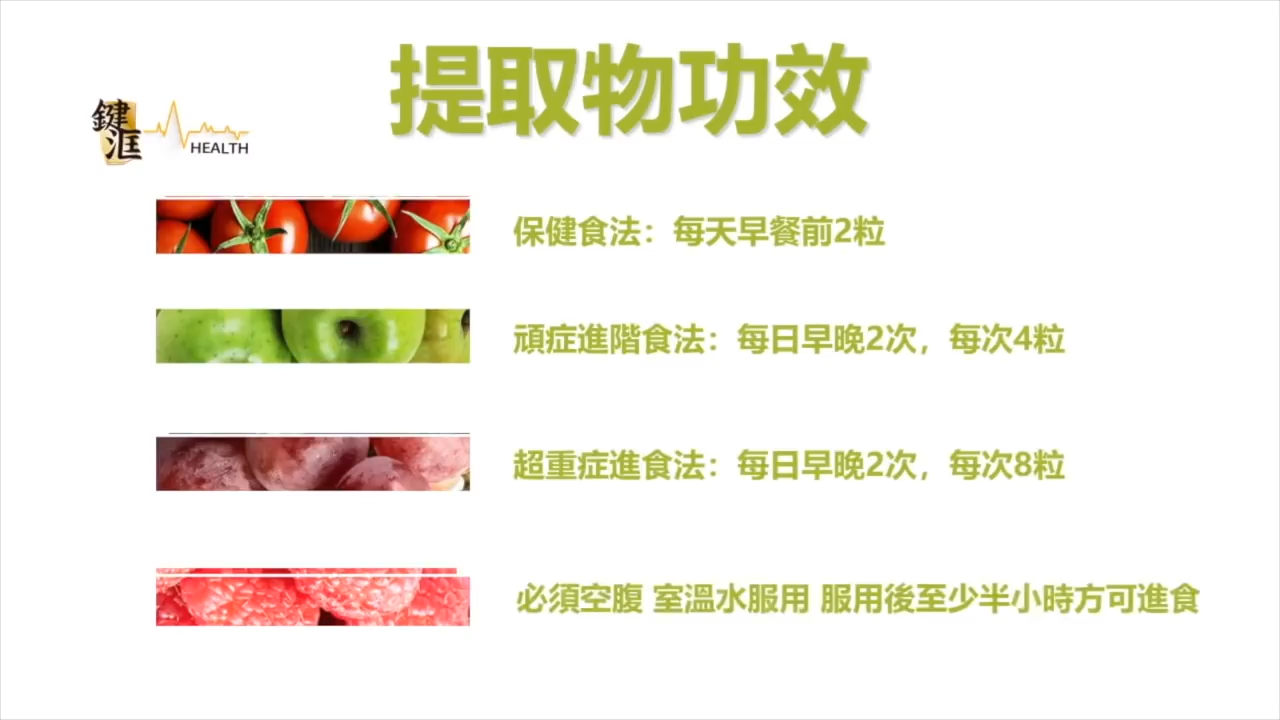 提取物功效
鍵滙
HEALTH
保健食法：每天早餐前2粒
頑症進階食法：每日早晚2次，每次4粒
超重症進食法：每日早晚2次，每次8粒
必須空腹 室溫水服用 服用後至少半小時方可進食